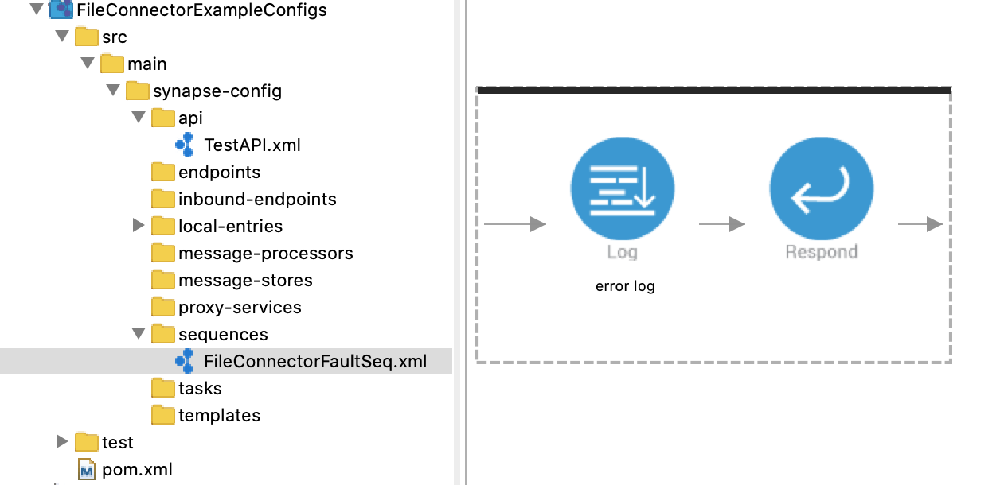 FileConnectorExampleConfigs
src
main
synapse-config
api
TestAPI.xml
endpoints
inbound-endpoints
local-entries
message-processors
message-stores
proxy-services
sequences
FileConnectorFaultSeq.xml
tasks
templates
test
M
pom.xml
Log
Respond
error log